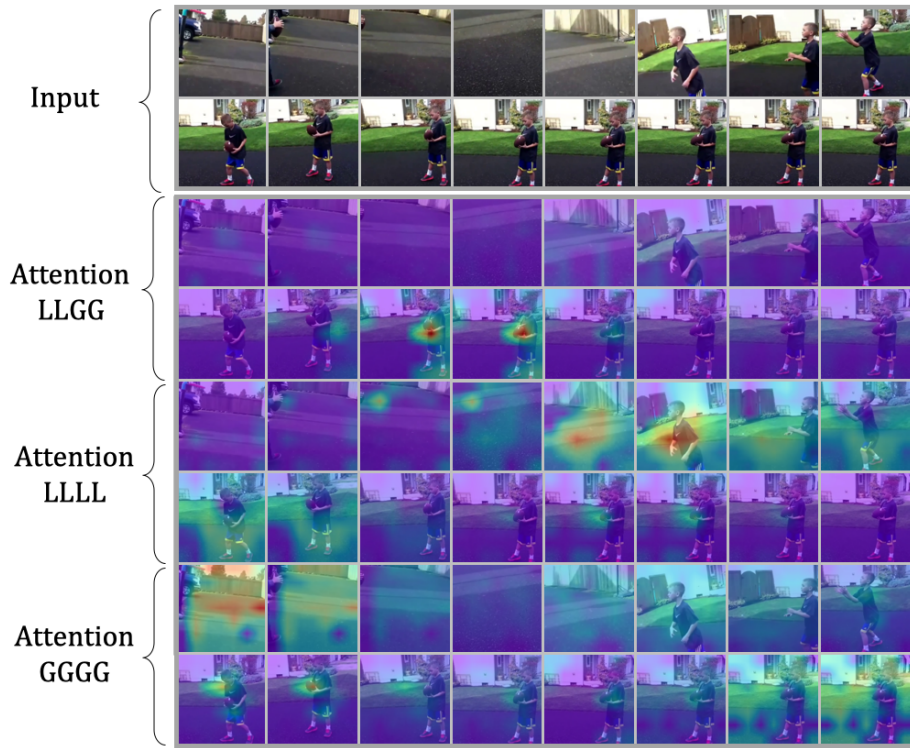 Input
Attention
LLGG
Attention
LLLL
Attention
GGGG